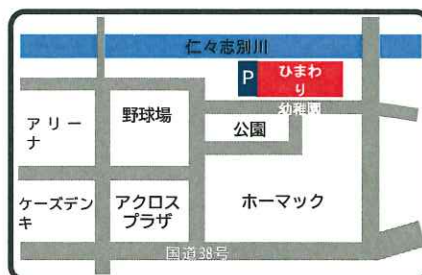 仁々志別川
P
ひまわ
り
幼稚園
野球場
公園
アリー
ナ
ケーズデン
キ
アクロス
プラザ
ホーマック
国道38号